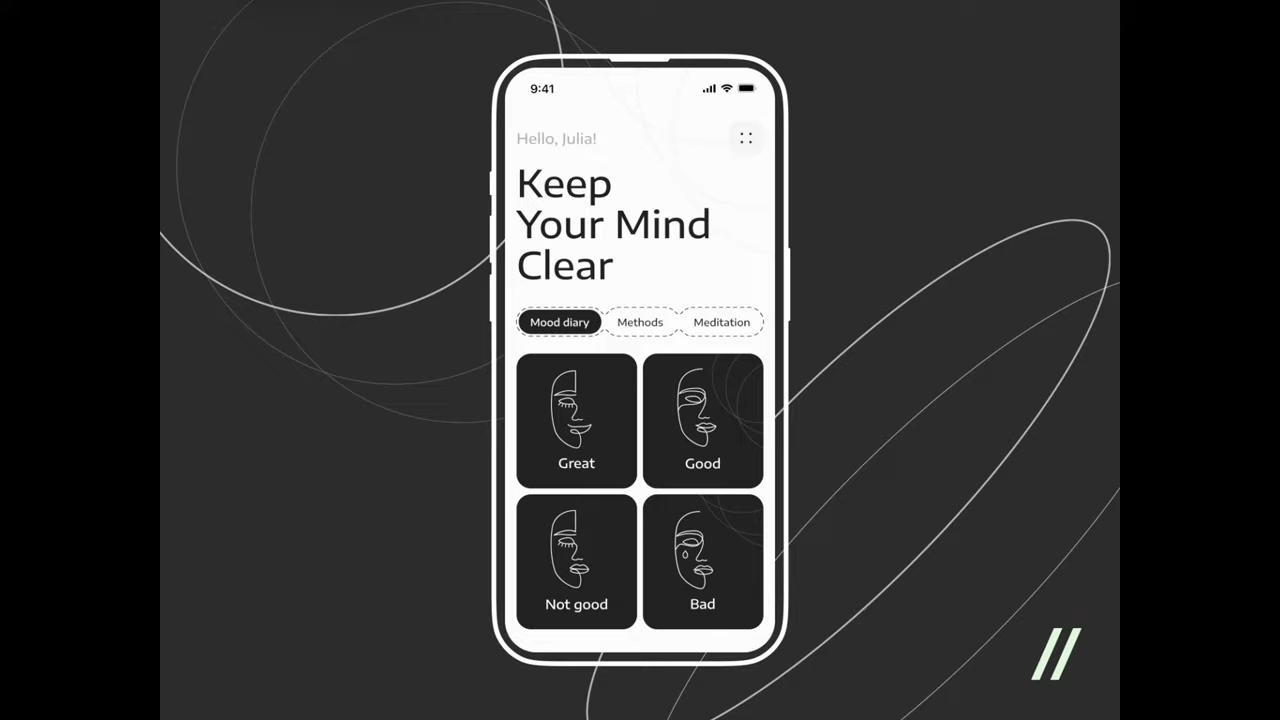 9:41
Hello, Julia!
Keep
Your Mind
Clear
Mood diary
Methods
Meditation
Great
Good
Not good
Bad